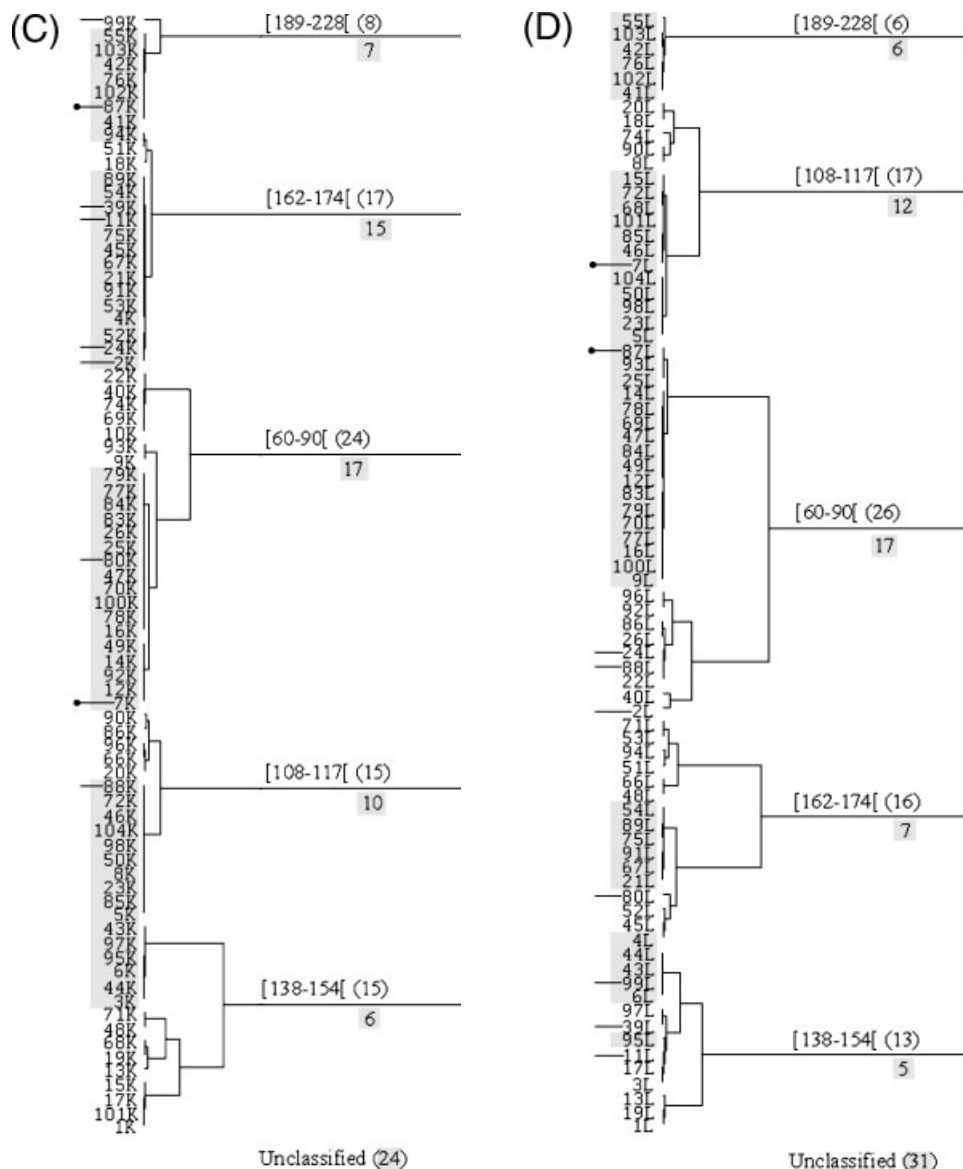 (C)
99K
55K
103K
42K
76K
102K
87K
41K
94K
51K
18K
89K
54K
39K
11K
75K
45K
67K
21K
91K
53K
4K
52K
24K
2K
22K
40K
74K
69K
10K
93K
9K
79K
77K
84K
83K
26K
25K
80K
47K
70K
100K
78K
16K
49K
14K
92K
12K
7K
90K
86K
96K
66K
20K
88K
72K
46K
104K
98K
50K
8K
23K
85K
5K
43K
97K
95K
6K
44K
3K
71K
48K
68K
19K
13K
15K
17K
101K
1K
[189-228[ (8)
7
[162-174[ (17)
15
[60-90[ (24)
17
[108-117[ (15)
10
[138-154[ (15)
6
Unclassified (24)
(D)
55L
103L
42L
76L
102L
41L
20L
18L
74L
90L
8L
15L
72L
68L
101L
85L
46L
7L
104L
50L
98L
23L
5L
87L
93L
25L
14L
78L
69L
47L
84L
49L
12L
83L
79L
70L
77L
16L
100L
9L
96L
92L
86L
26L
24L
88L
22L
40L
2L
71L
53L
94L
51L
66L
48L
54L
89L
75L
91L
67L
21L
80L
52L
45L
4L
44L
43L
99L
6L
97L
39L
95L
11L
17L
3L
13L
19L
1L
[189-228[ (6)
6
[108-117[ (17)
12
[60-90[ (26)
17
[162-174[ (16)
7
[138-154[ (13)
5
Unclassified (31)